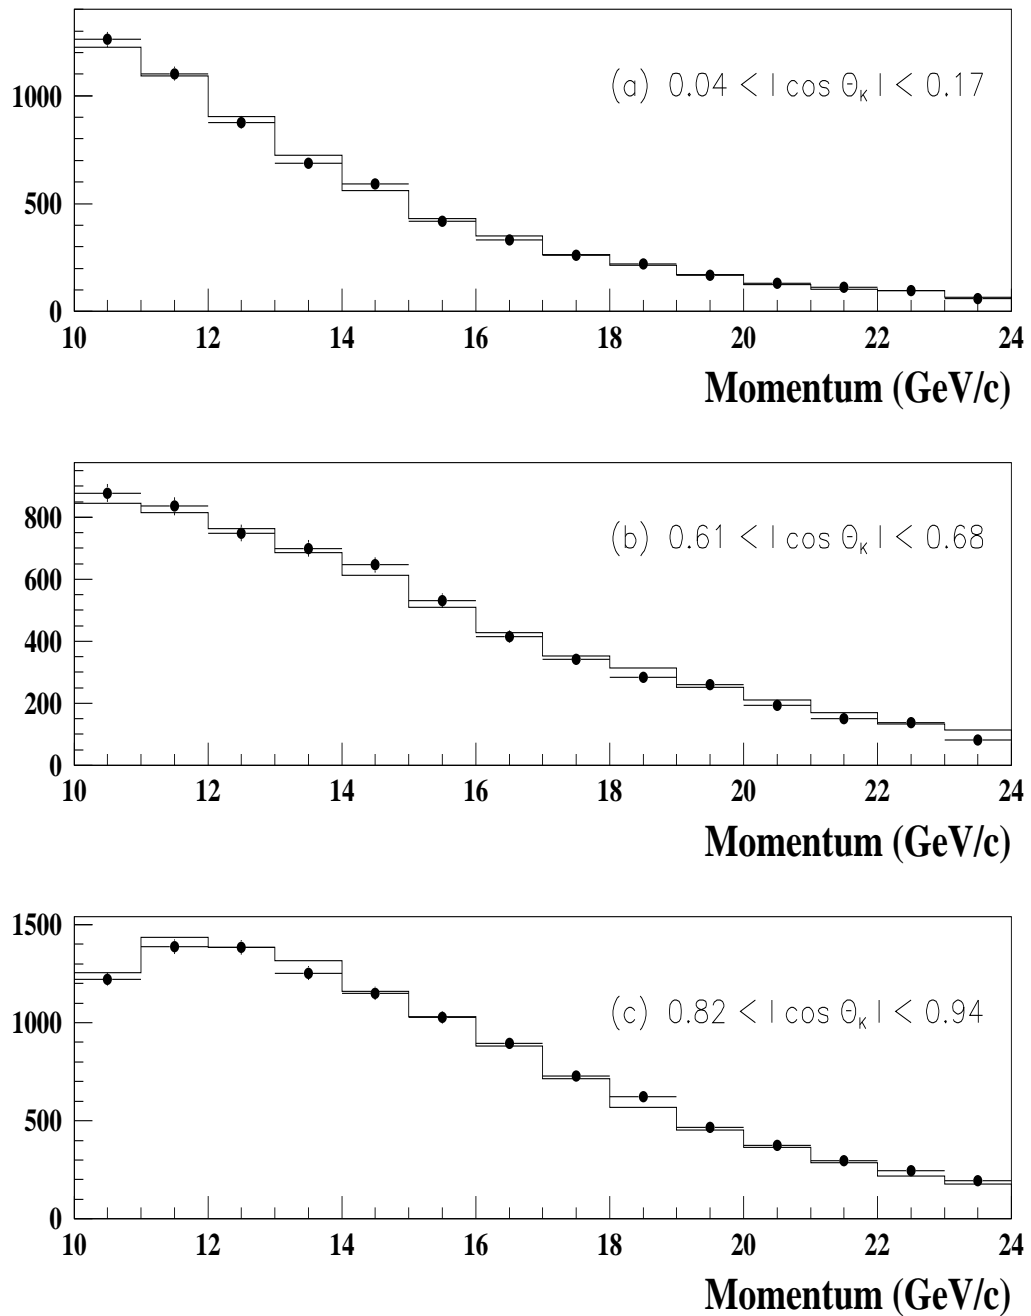 1000
500
0
(a) 0.04 < | cos Θ_K | < 0.17
10 12 14 16 18 20 22 24
Momentum (GeV/c)
800
600
400
200
0
(b) 0.61 < | cos Θ_K | < 0.68
10 12 14 16 18 20 22 24
Momentum (GeV/c)
1500
1000
500
0
(c) 0.82 < | cos Θ_K | < 0.94
10 12 14 16 18 20 22 24
Momentum (GeV/c)